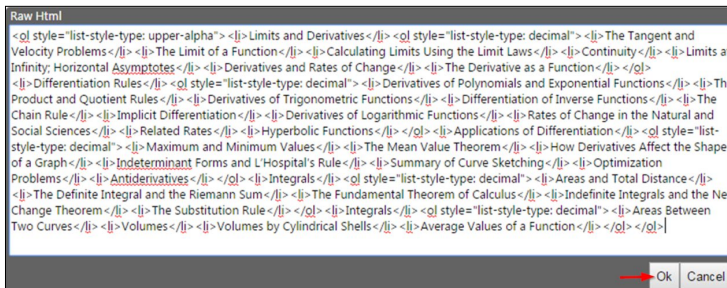 Raw Html
<ol style="list-style-type: upper-alpha"><li>Limits and Derivatives</li><ol style="list-style-type: decimal"><li>The Tangent and
Velocity Problems</li><li>The Limit of a Function</li><li>Calculating Limits Using the Limit Laws</li><li>Continuity</li><li>Limits at
Infinity; Horizontal Asymptotes</li><li>Derivatives and Rates of Change</li><li>The Derivative as a Function</li></ol>
<li>Differentiation Rules</li><ol style="list-style-type: decimal"><li>Derivatives of Polynomials and Exponential Functions</li><li>Th
Product and Quotient Rules</li><li>Derivatives of Trigonometric Functions</li><li>Differentiation of Inverse Functions</li><li>The
Chain Rule</li><li>Implicit Differentiation</li><li>Derivatives of Logarithmic Functions</li><li>Rates of Change in the Natural and
Social Sciences</li><li>Related Rates</li><li>Hyperbolic Functions</li></ol><li>Applications of Differentiation</li><ol style="list-
style-type: decimal"><li>Maximum and Minimum Values</li><li>The Mean Value Theorem</li><li>How Derivatives Affect the Shape
of a Graph</li><li>Indeterminant Forms and L'Hospital's Rule</li><li>Summary of Curve Sketching</li><li>Optimization
Problems</li><li>Antiderivatives</li></ol><li>Integrals</li><ol style="list-style-type: decimal"><li>Areas and Total Distance</li>
<li>The Definite Integral and the Riemann Sum</li><li>The Fundamental Theorem of Calculus</li><li>Indefinite Integrals and the Ne
Change Theorem</li><li>The Substitution Rule</li></ol><li>Integrals</li><ol style="list-style-type: decimal"><li>Areas Between
Two Curves</li><li>Volumes</li><li>Volumes by Cylindrical Shells</li><li>Average Values of a Function</li></ol></ol>
Ok Cancel